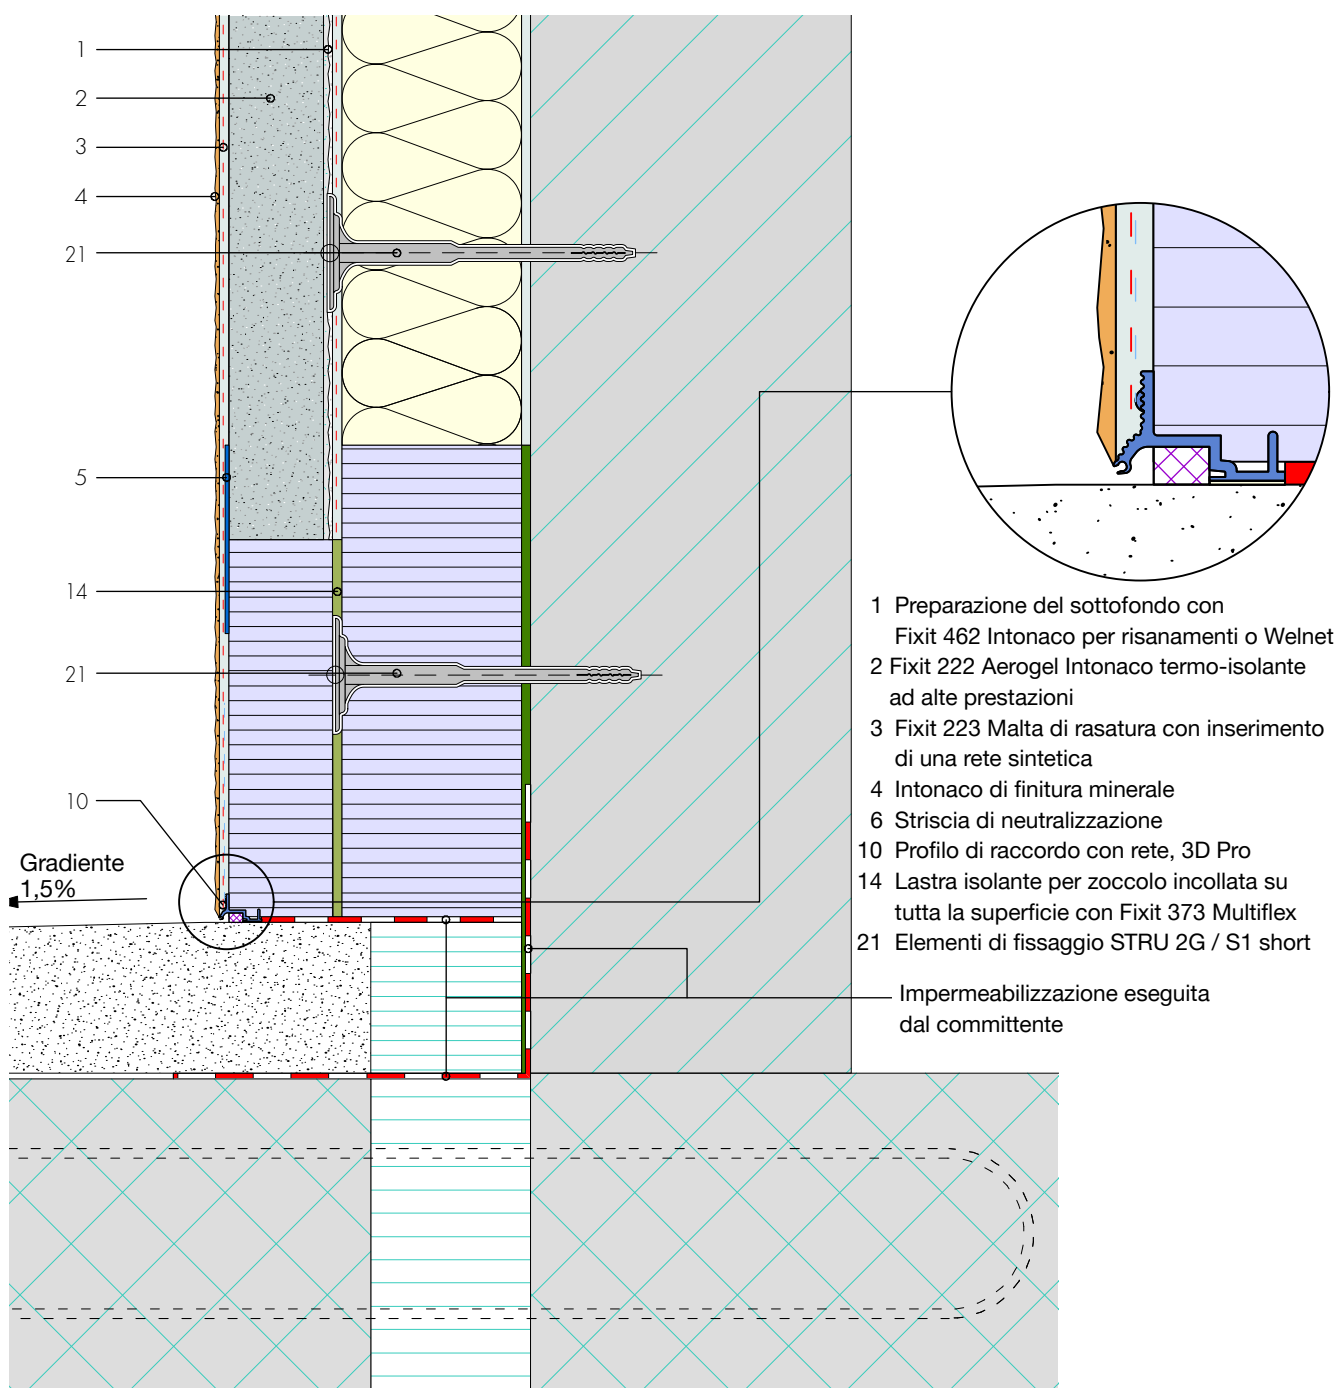 1
2
3
4
21
5
14
21
10
Gradiente
1,5%
1 Preparazione del sottofondo con
Fixit 462 Intonaco per risanamenti o Welnet
2 Fixit 222 Aerogel Intonaco termo-isolante
ad alte prestazioni
3 Fixit 223 Malta di rasatura con inserimento
di una rete sintetica
4 Intonaco di finitura minerale
6 Striscia di neutralizzazione
10 Profilo di raccordo con rete, 3D Pro
14 Lastra isolante per zoccolo incollata su
tutta la superficie con Fixit 373 Multiflex
21 Elementi di fissaggio STRU 2G / S1 short
Impermeabilizzazione eseguita
dal committente